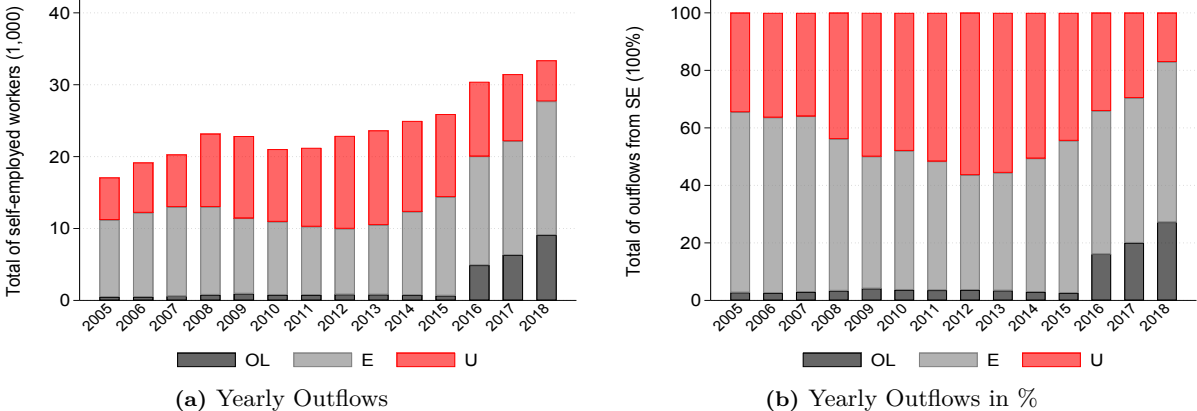 Total of self-employed workers (1,000)
40
30
20
10
0
2005 2006 2007 2008 2009 2010 2011 2012 2013 2014 2015 2016 2017 2018
OL E U
(a) Yearly Outflows
Total of outflows from SE (100%)
100
80
60
40
20
0
2005 2006 2007 2008 2009 2010 2011 2012 2013 2014 2015 2016 2017 2018
OL E U
(b) Yearly Outflows in %